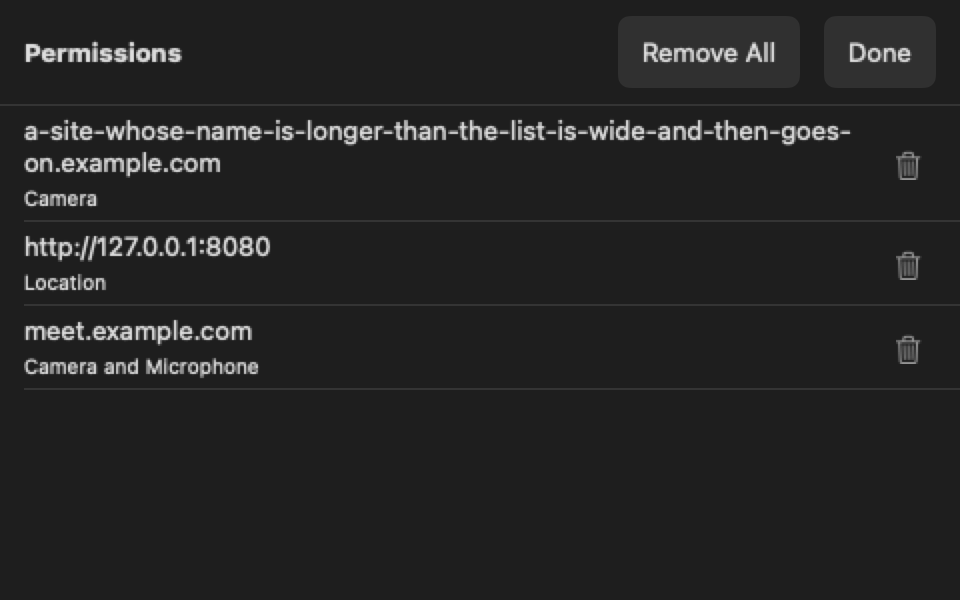 Permissions
Remove All
Done
a-site-whose-name-is-longer-than-the-list-is-wide-and-then-goes-
on.example.com
Camera
http://127.0.0.1:8080
Location
meet.example.com
Camera and Microphone